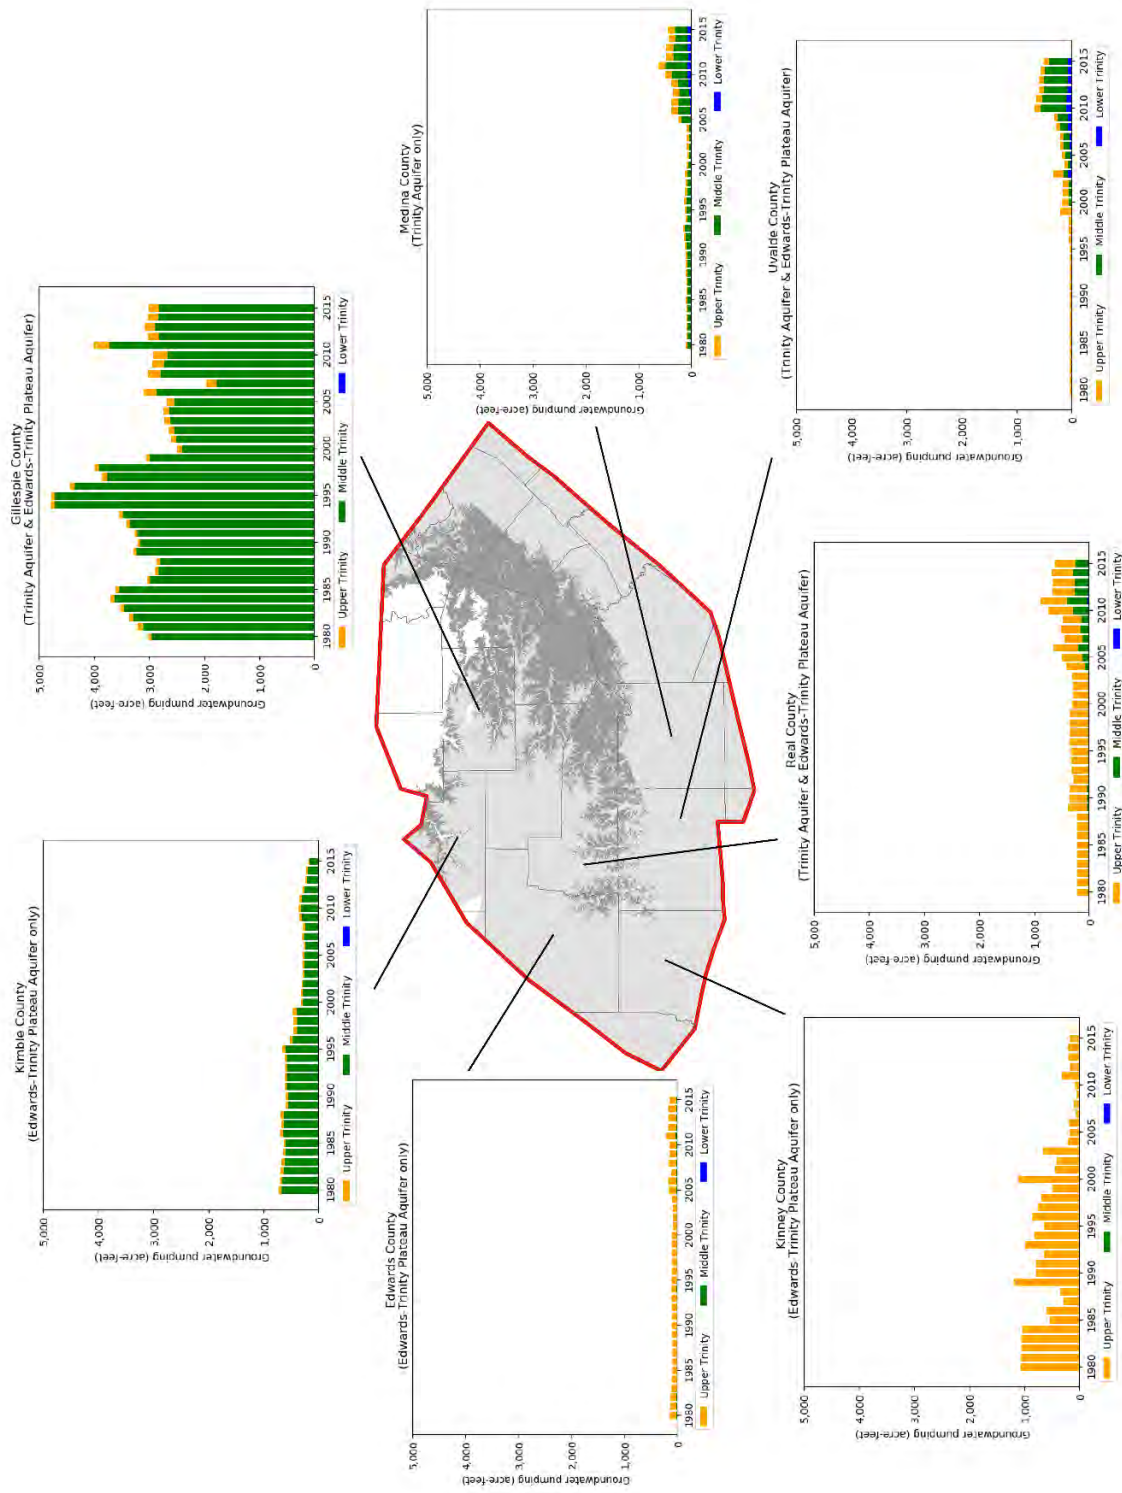 Kimble County
(Edwards-Trinity Plateau Aquifer only)
Groundwater pumping (acre-feet)
5,000
4,000
3,000
2,000
1,000
0
1980 1985 1990 1995 2000 2005 2010 2015
Upper Trinity Middle Trinity Lower Trinity
Gillespie County
(Trinity Aquifer & Edwards-Trinity Plateau Aquifer)
Groundwater pumping (acre-feet)
5,000
4,000
3,000
2,000
1,000
0
1980 1985 1990 1995 2000 2005 2010 2015
Upper Trinity Middle Trinity Lower Trinity
Edwards County
(Edwards-Trinity Plateau Aquifer only)
Groundwater pumping (acre-feet)
5,000
4,000
3,000
2,000
1,000
0
1980 1985 1990 1995 2000 2005 2010 2015
Upper Trinity Middle Trinity Lower Trinity
Medina County
(Trinity Aquifer only)
Groundwater pumping (acre-feet)
5,000
4,000
3,000
2,000
1,000
0
1980 1985 1990 1995 2000 2005 2010 2015
Upper Trinity Middle Trinity Lower Trinity
Kinney County
(Edwards-Trinity Plateau Aquifer only)
Groundwater pumping (acre-feet)
5,000
4,000
3,000
2,000
1,000
0
1980 1985 1990 1995 2000 2005 2010 2015
Upper Trinity Middle Trinity Lower Trinity
Real County
(Trinity Aquifer & Edwards-Trinity Plateau Aquifer)
Groundwater pumping (acre-feet)
5,000
4,000
3,000
2,000
1,000
0
1980 1985 1990 1995 2000 2005 2010 2015
Upper Trinity Middle Trinity Lower Trinity
Uvalde County
(Trinity Aquifer & Edwards-Trinity Plateau Aquifer)
Groundwater pumping (acre-feet)
5,000
4,000
3,000
2,000
1,000
0
1980 1985 1990 1995 2000 2005 2010 2015
Upper Trinity Middle Trinity Lower Trinity